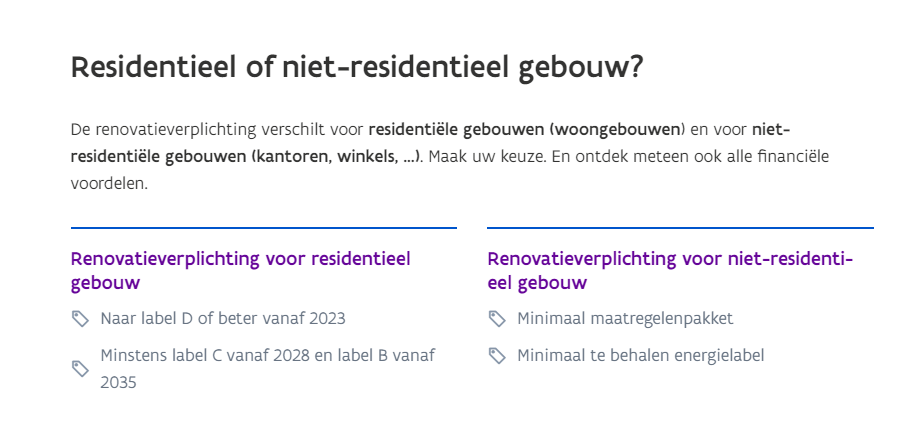 Residentieel of niet-residentieel gebouw?
De renovatieverplichting verschilt voor residentiële gebouwen (woongebouwen) en voor niet-
residentiële gebouwen (kantoren, winkels, ...). Maak uw keuze. En ontdek meteen ook alle financiële
voordelen.
Renovatieverplichting voor residentieel
gebouw
Naar label D of beter vanaf 2023
Minstens label C vanaf 2028 en label B vanaf
2035
Renovatieverplichting voor niet-residenti-
eel gebouw
Minimaal maatregelenpakket
Minimaal te behalen energielabel